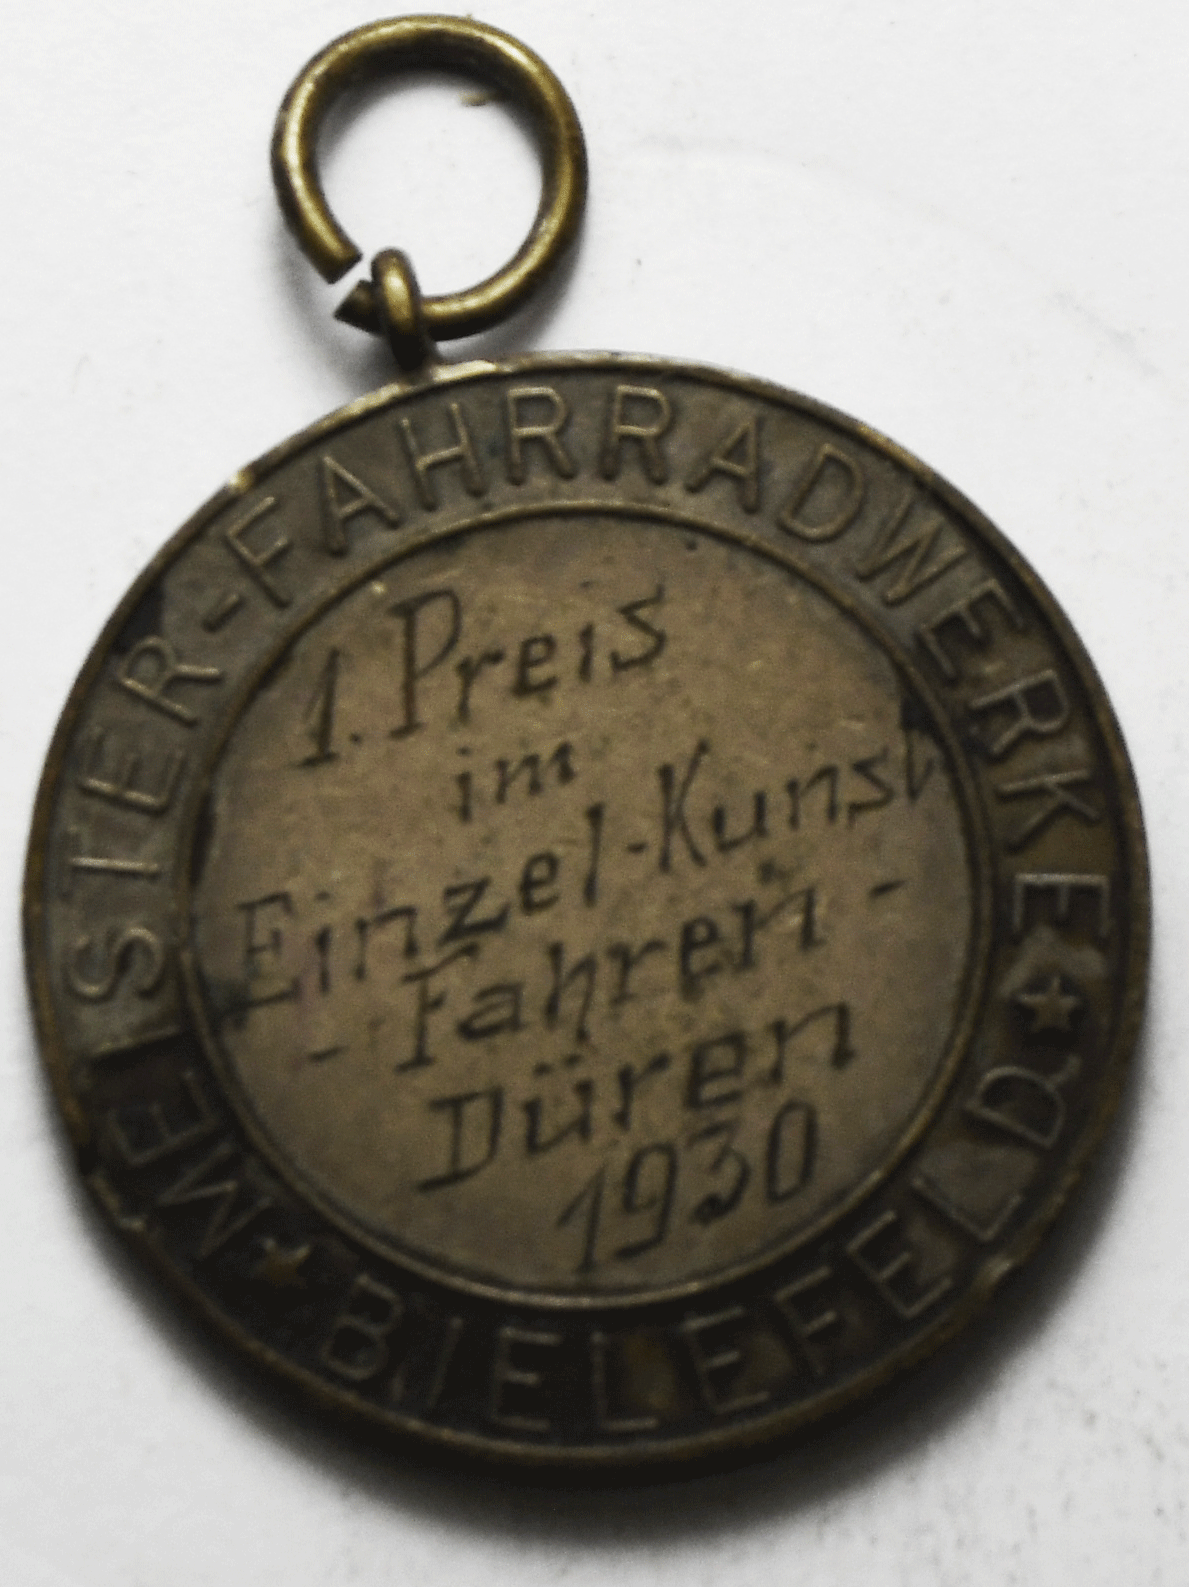 MEISTER-FAHRRADWERKE ★ BIELEFELD ★
1. Preis
im
Einzel-Kunst
- Fahren -
Düren
1930